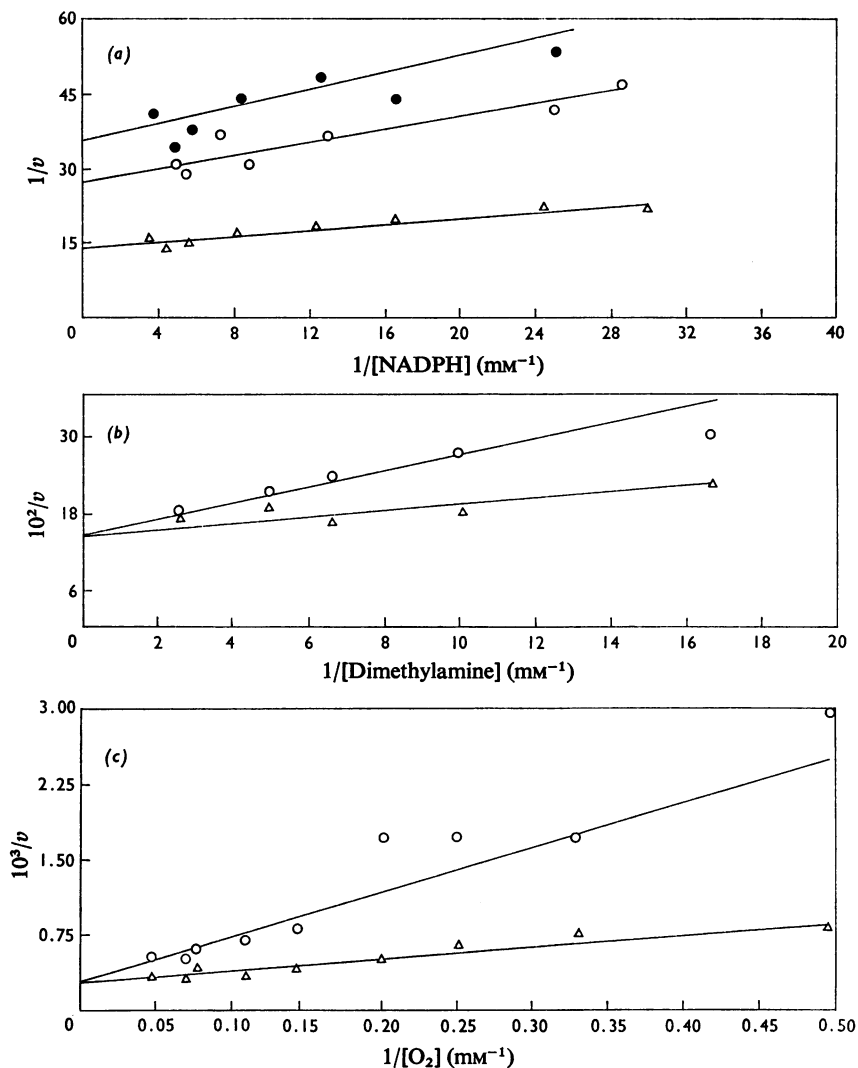 (a)
60
45
30
15
1/v
0 4 8 12 16 20 24 28 32 36 40
1/[NADPH] (mM⁻¹)
(b)
30
18
6
10²/v
0 2 4 6 8 10 12 14 16 18 20
1/[Dimethylamine] (mM⁻¹)
3.00
(c)
2.25
1.50
0.75
10³/v
0 0.05 0.10 0.15 0.20 0.25 0.30 0.35 0.40 0.45 0.50
1/[O₂] (mM⁻¹)